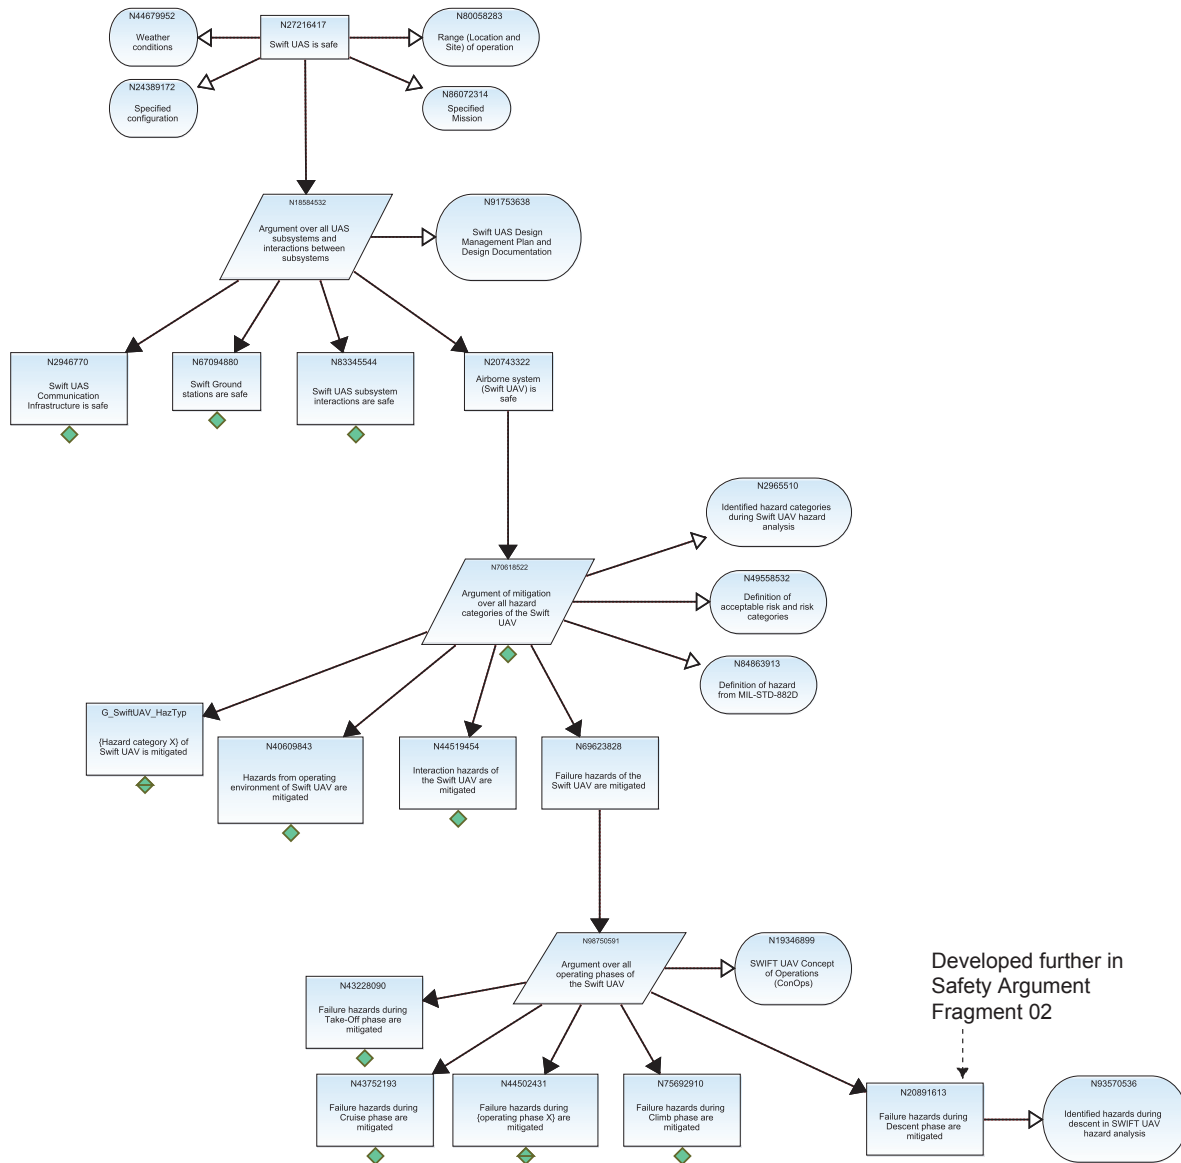 N44679952
Weather
conditions
N27216417
Swift UAS is safe
N80058283
Range (Location and
Site) of operation
N24389172
Specified
configuration
N86072314
Specified
Mission
N18584532
Argument over all UAS
subsystems and
interactions between
subsystems
N91753638
Swift UAS Design
Management Plan and
Design Documentation
N2946770
Swift UAS
Communication
Infrastructure is safe
N67094880
Swift Ground
stations are safe
N83345544
Swift UAS subsystem
interactions are safe
N20743322
Airborne system
(Swift UAV) is
safe
N2965510
Identified hazard categories
during Swift UAV hazard
analysis
N70618522
Argument of mitigation
over all hazard
categories of the Swift
UAV
N49558532
Definition of
acceptable risk and risk
categories
N84863913
Definition of hazard
from MIL-STD-882D
G_SwiftUAV_HazTyp
{Hazard category X} of
Swift UAV is mitigated
N40609843
Hazards from operating
environment of Swift UAV are
mitigated
N44519454
Interaction hazards of
the Swift UAV are
mitigated
N69623828
Failure hazards of the
Swift UAV are mitigated
N98750591
Argument over all
operating phases of
the Swift UAV
N19346899
SWIFT UAV Concept
of Operations
(ConOps)
Developed further in
Safety Argument
Fragment 02
N43228090
Failure hazards during
Take-Off phase are
mitigated
N43752193
Failure hazards during
Cruise phase are
mitigated
N44502431
Failure hazards during
{operating phase X} are
mitigated
N75692910
Failure hazards during
Climb phase are
mitigated
N20891613
Failure hazards during
Descent phase are
mitigated
N93570536
Identified hazards during
descent in SWIFT UAV
hazard analysis